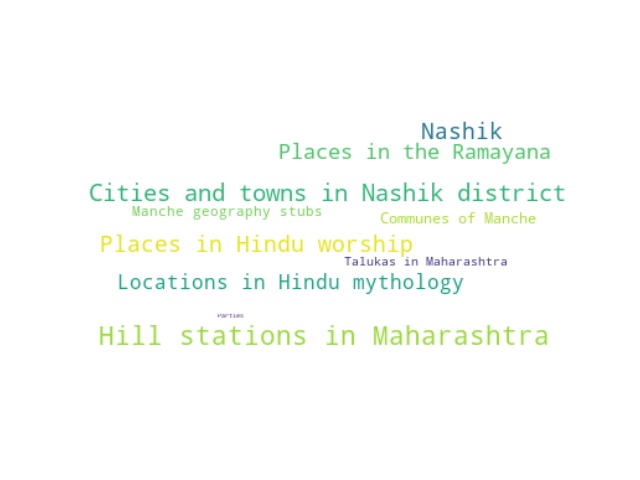 Nashik
Places in the Ramayana
Cities and towns in Nashik district
Manche geography stubs
Communes of Manche
Places in Hindu worship
Talukas in Maharashtra
Locations in Hindu mythology
Parties
Hill stations in Maharashtra